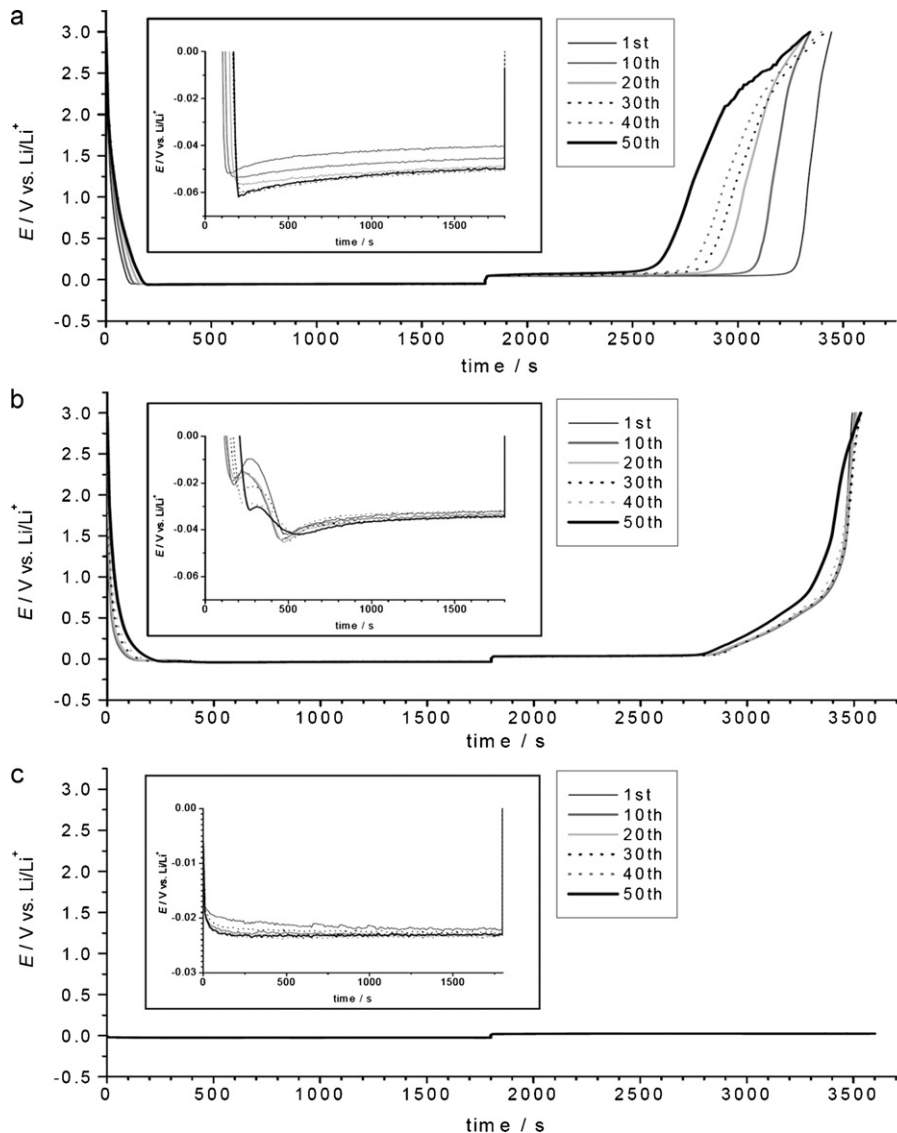 a
E / V vs. Li/Li⁺
3.0
2.5
2.0
1.5
1.0
0.5
0.0
-0.5
0 500 1000 1500 2000 2500 3000 3500
time / s
E / V vs. Li/Li⁺
0.00
-0.02
-0.04
-0.06
0 500 1000 1500
time / s
1st
10th
20th
30th
40th
50th
b
E / V vs. Li/Li⁺
3.0
2.5
2.0
1.5
1.0
0.5
0.0
-0.5
0 500 1000 1500 2000 2500 3000 3500
time / s
E / V vs. Li/Li⁺
0.00
-0.02
-0.04
-0.06
0 500 1000 1500
time / s
1st
10th
20th
30th
40th
50th
c
E / V vs. Li/Li⁺
3.0
2.5
2.0
1.5
1.0
0.5
0.0
-0.5
0 500 1000 1500 2000 2500 3000 3500
time / s
E / V vs. Li/Li⁺
0.00
-0.01
-0.02
-0.03
0 500 1000 1500
time / s
1st
10th
20th
30th
40th
50th